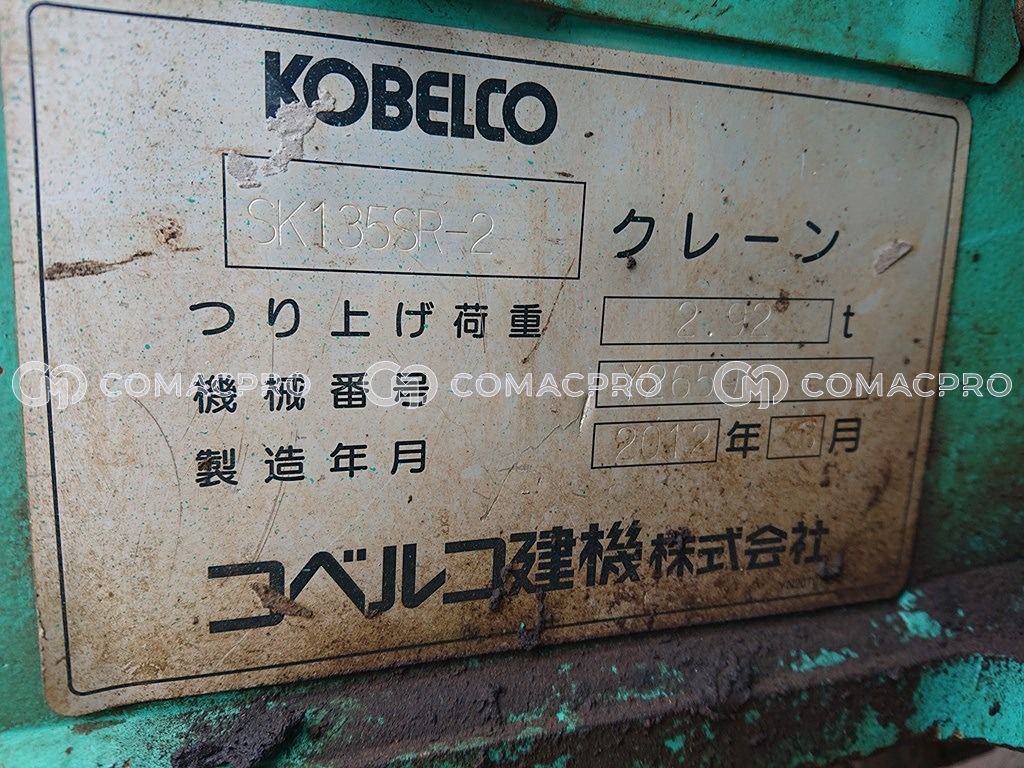 KOBELCO
SK135SR-2 クレーン
つり上げ荷重 2.92 t
COMACPRO COMACPRO COMACPRO
機械番号
製造年月 2012 年 月
コベルコ建機株式会社